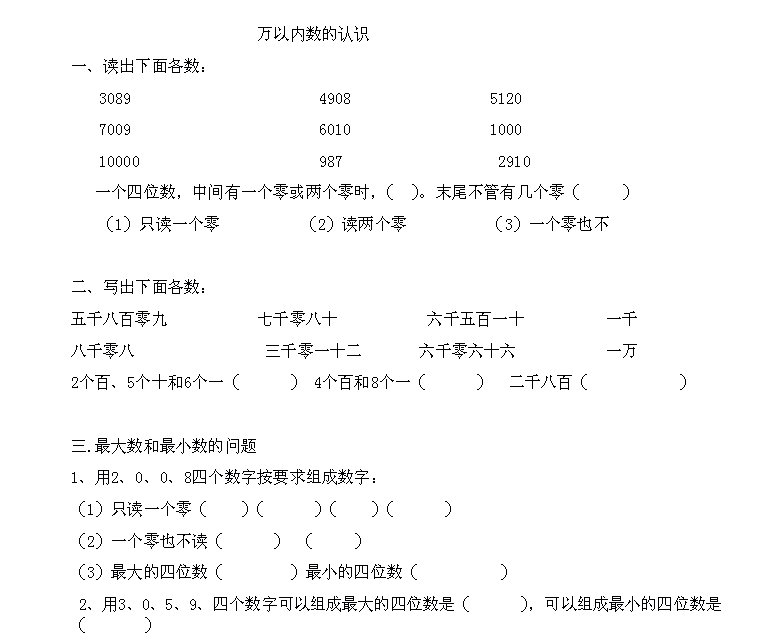 万以内数的认识
一、读出下面各数：
3089 4908 5120
7009 6010 1000
10000 987 2910
一个四位数，中间有一个零或两个零时，（ ）。末尾不管有几个零（ ）
（1）只读一个零 （2）读两个零 （3）一个零也不
二、写出下面各数：
五千八百零九 七千零八十 六千五百一十 一千
八千零八 三千零一十二 六千零六十六 一万
2个百、5个十和6个一（ ） 4个百和8个一（ ） 二千八百（ ）
三.最大数和最小数的问题
1、用2、0、0、8四个数字按要求组成数字：
（1）只读一个零（ ）（ ）（ ）（ ）
（2）一个零也不读（ ） （ ）
（3）最大的四位数（ ）最小的四位数（ ）
2、用3、0、5、9、四个数字可以组成最大的四位数是（ ），可以组成最小的四位数是
（ ）